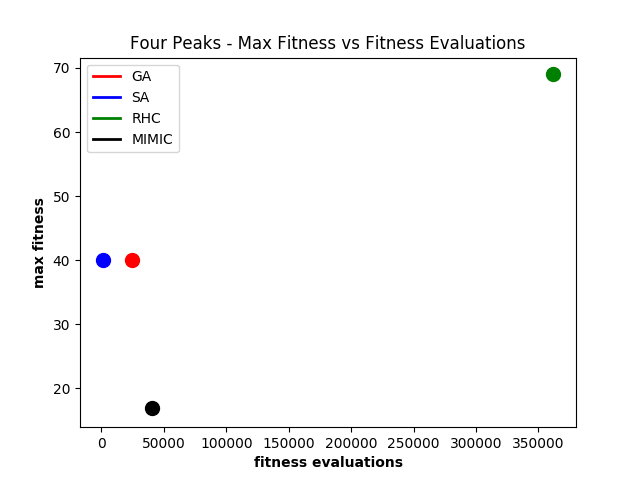 Four Peaks - Max Fitness vs Fitness Evaluations
GA
SA
RHC
MIMIC
max fitness
70
60
50
40
30
20
0 50000 100000 150000 200000 250000 300000 350000
fitness evaluations